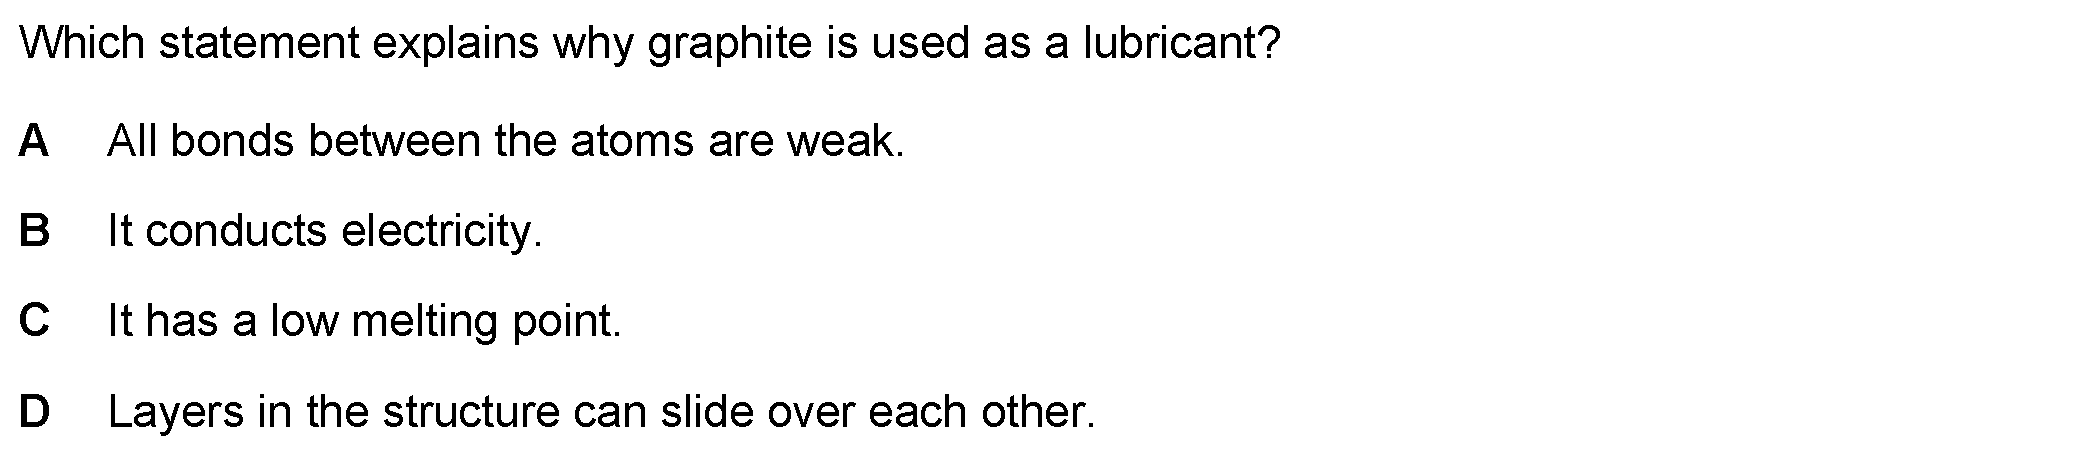 Which statement explains why graphite is used as a lubricant?
A All bonds between the atoms are weak.
B It conducts electricity.
C It has a low melting point.
D Layers in the structure can slide over each other.